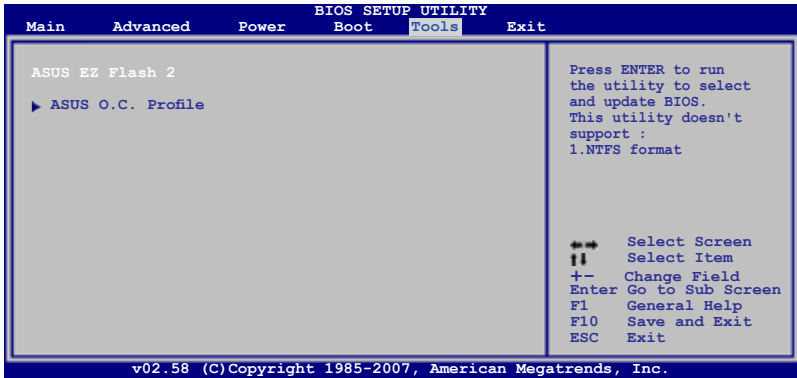 BIOS SETUP UTILITY
Main Advanced Power Boot Tools Exit
ASUS EZ Flash 2
ASUS O.C. Profile
Press ENTER to run
the utility to select
and update BIOS.
This utility doesn't
support :
1.NTFS format
Select Screen
Select Item
+- Change Field
Enter Go to Sub Screen
F1 General Help
F10 Save and Exit
ESC Exit
v02.58 (C)Copyright 1985-2007, American Megatrends, Inc.